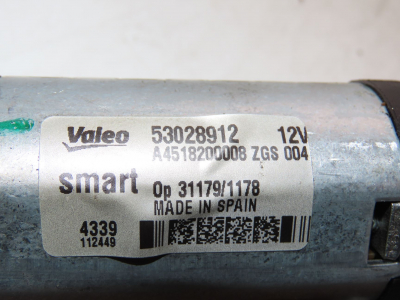 Valeo 53028912 12V
A4518200008 ZGS 004
smart Op 31179/1178
MADE IN SPAIN
4339
112449